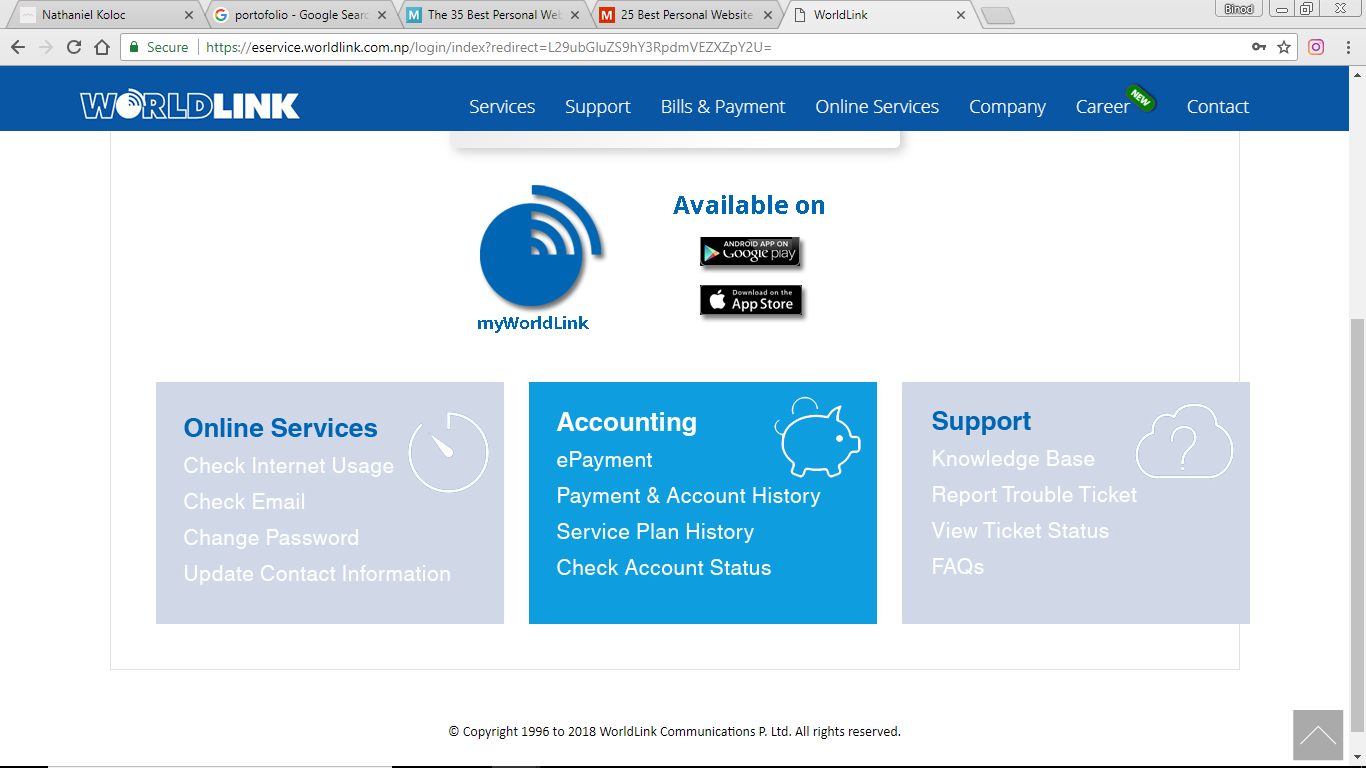 Nathaniel Koloc
portofolio - Google Searc
The 35 Best Personal Web
25 Best Personal Website
WorldLink
Binod
Secure
https://eservice.worldlink.com.np/login/index?redirect=L29ubGluZS9hY3RpdmVEZXZpY2U=
WORLDLINK
Services
Support
Bills & Payment
Online Services
Company
Career
NEW
Contact
Available on
ANDROID APP ON
Google play
Download on the
App Store
myWorldLink
Online Services
Check Internet Usage
Check Email
Change Password
Update Contact Information
Accounting
ePayment
Payment & Account History
Service Plan History
Check Account Status
Support
Knowledge Base
Report Trouble Ticket
View Ticket Status
FAQs
© Copyright 1996 to 2018 WorldLink Communications P. Ltd. All rights reserved.